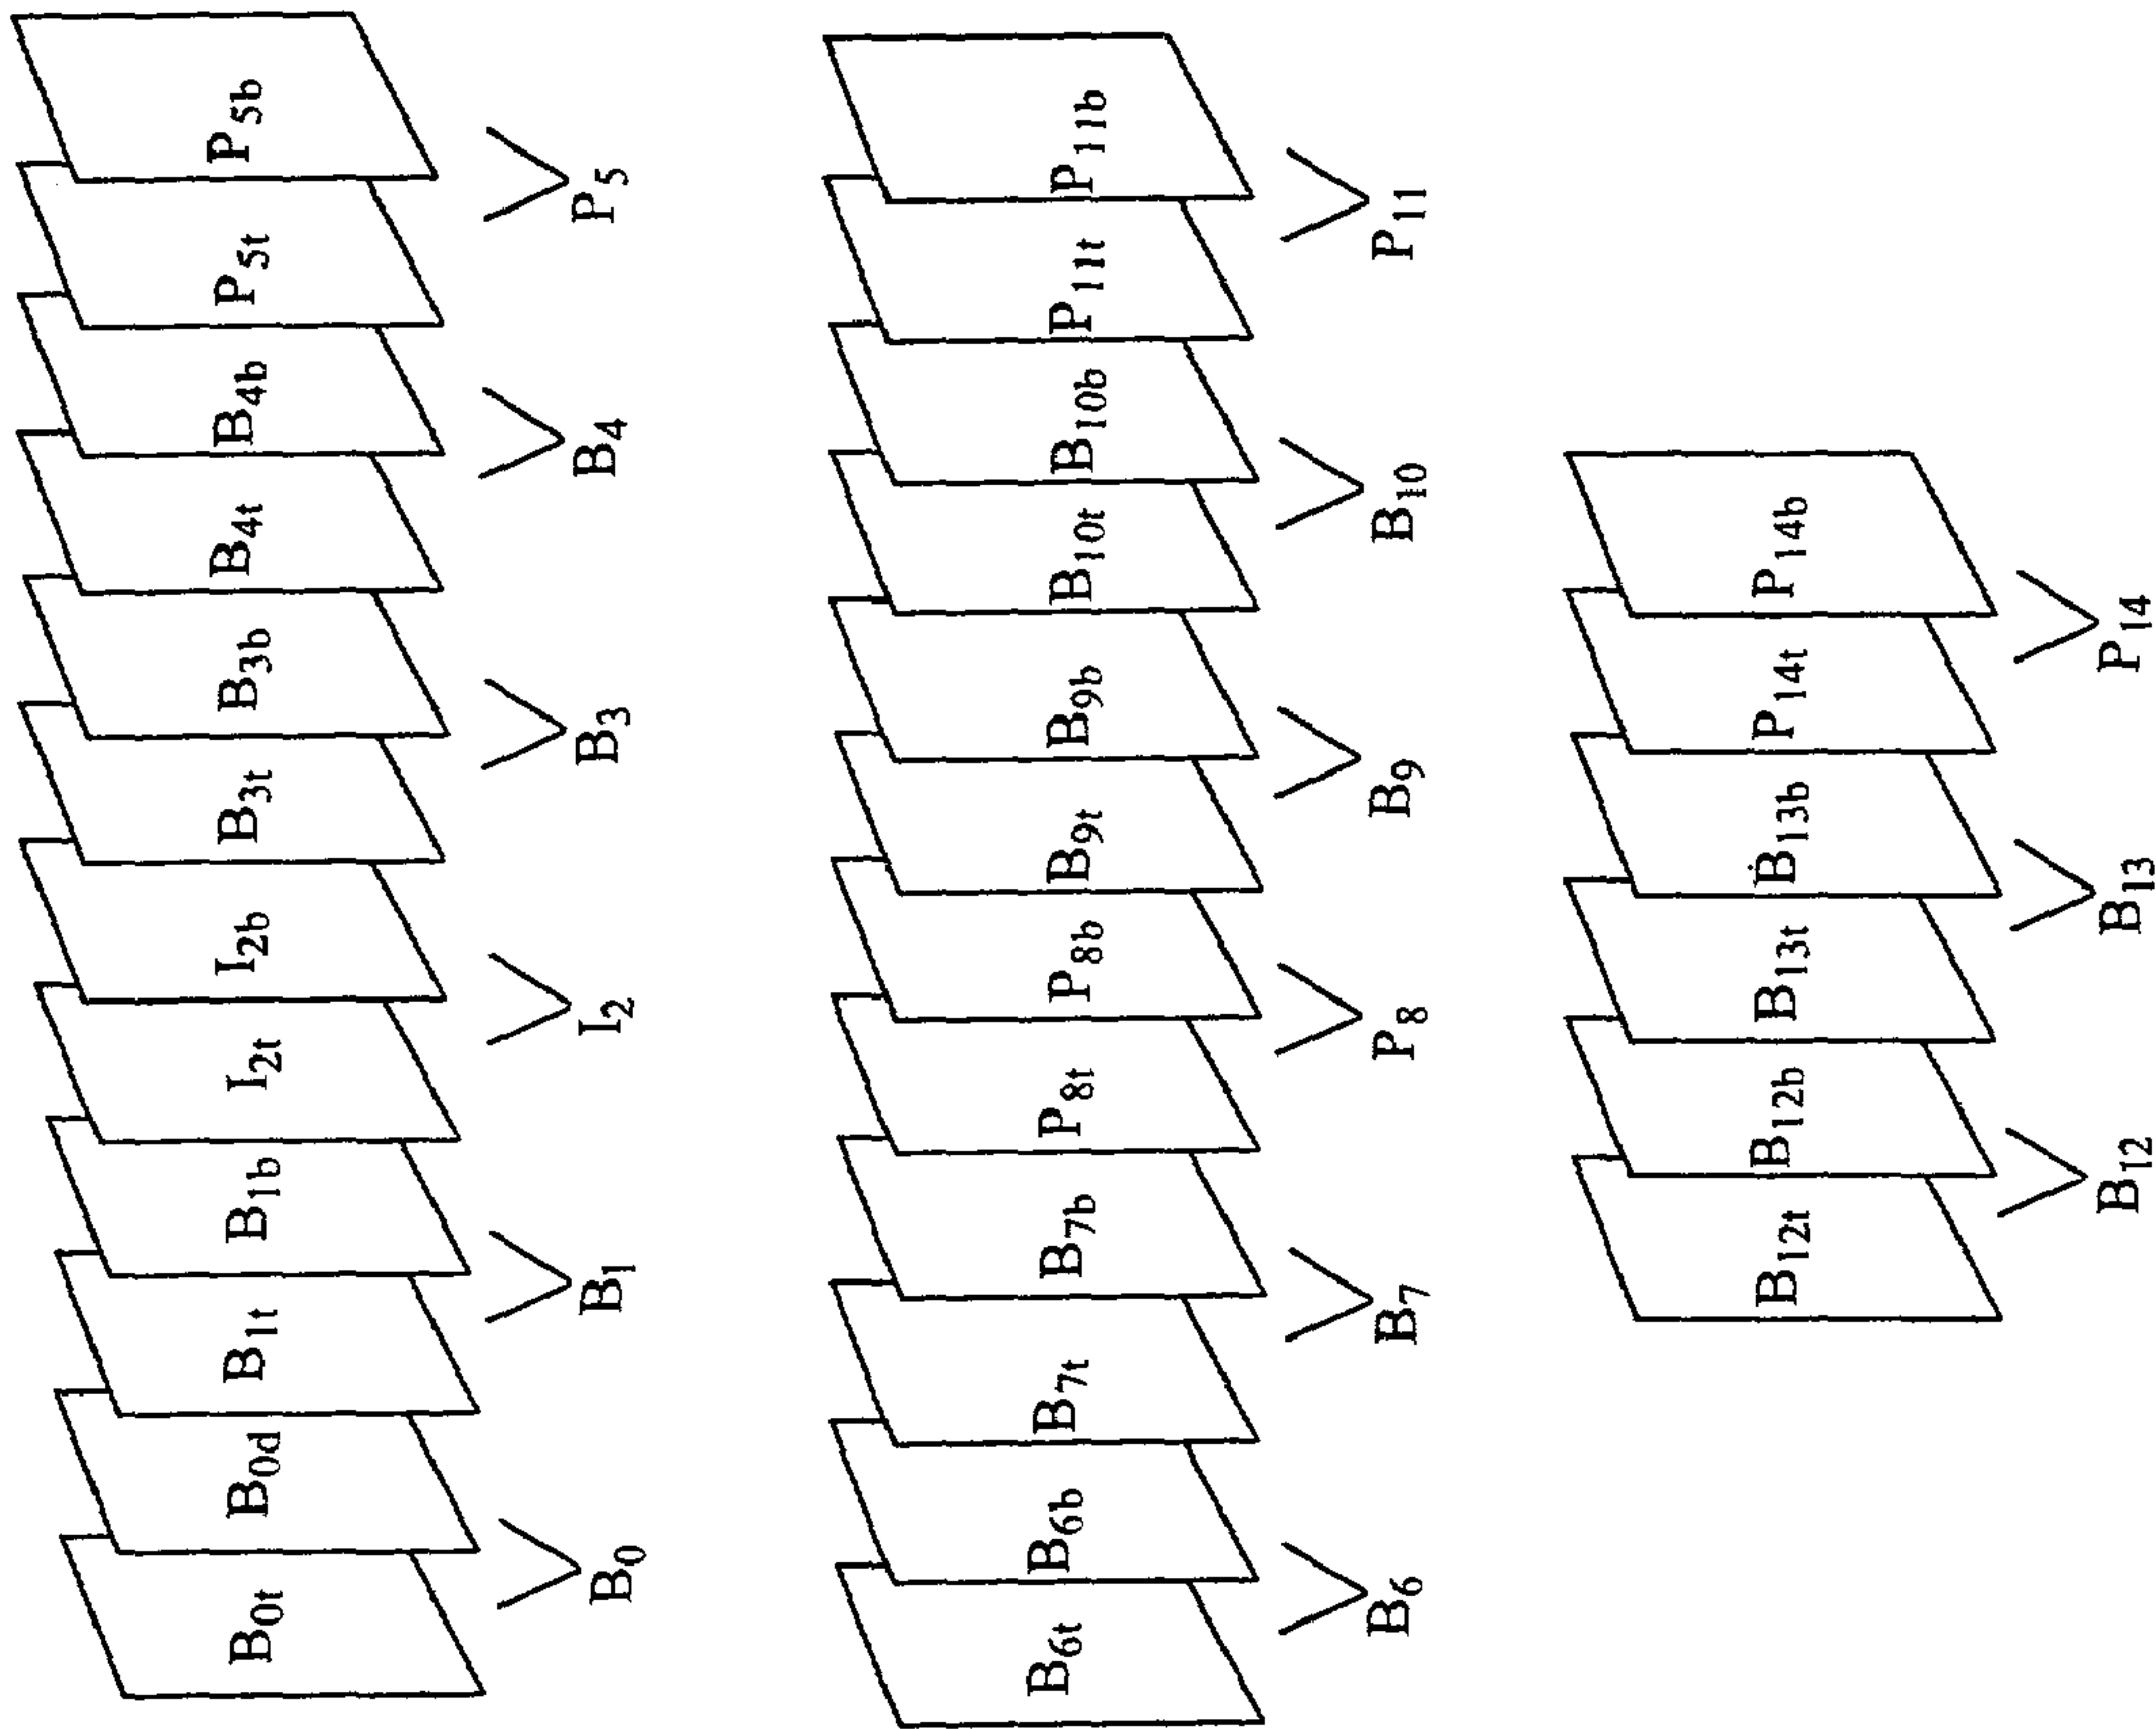 B0t B0d B1t B1b I2t I2b B3t B3b B4t B4b P5t P5b
B0 B1 I2 B3 B4 P5
B6t B6b B7t B7b P8t P8b B9t B9b B10t B10b P11t P11b
B6 B7 P8 B9 B10 P11
B12t B12b B13t B13b P14t P14b
B12 B13 P14